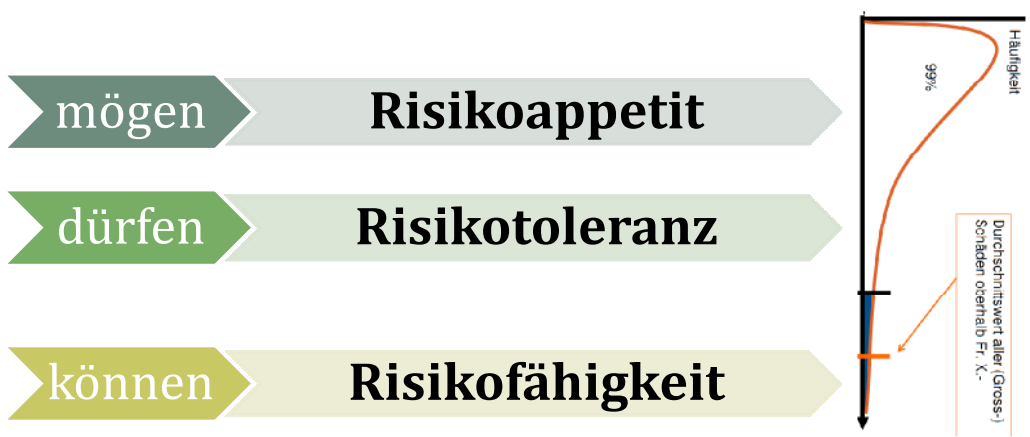 mögen
Risikoappetit
dürfen
Risikotoleranz
können
Risikofähigkeit
Häufigkeit
99%
Durchschnittswert aller (Gross-)
Schäden oberhalb Fr. X.-